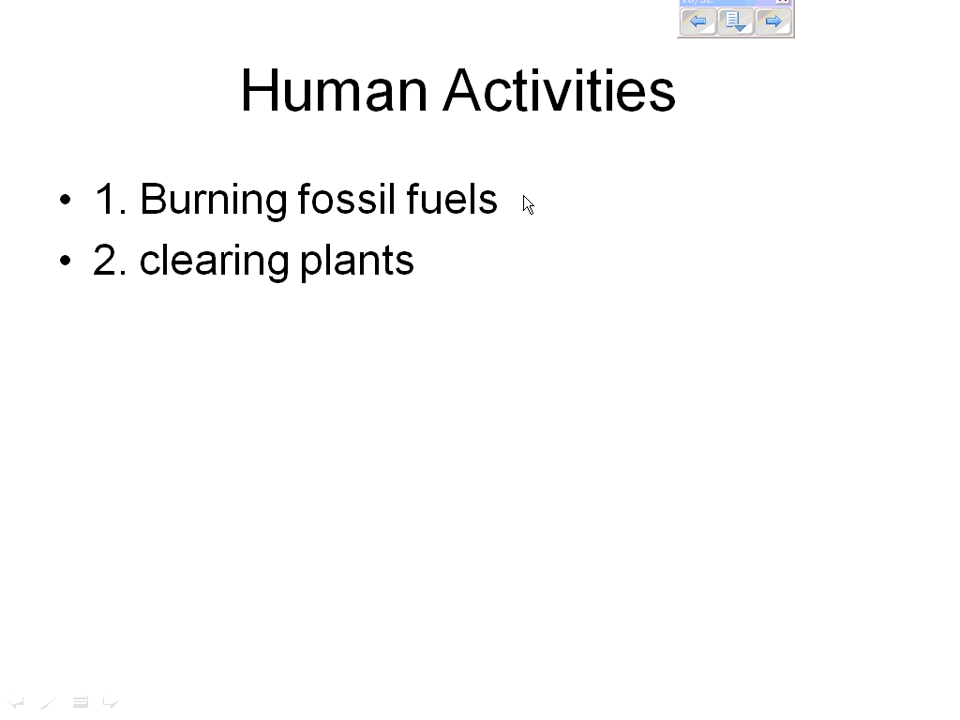 Human Activities
• 1. Burning fossil fuels
• 2. clearing plants